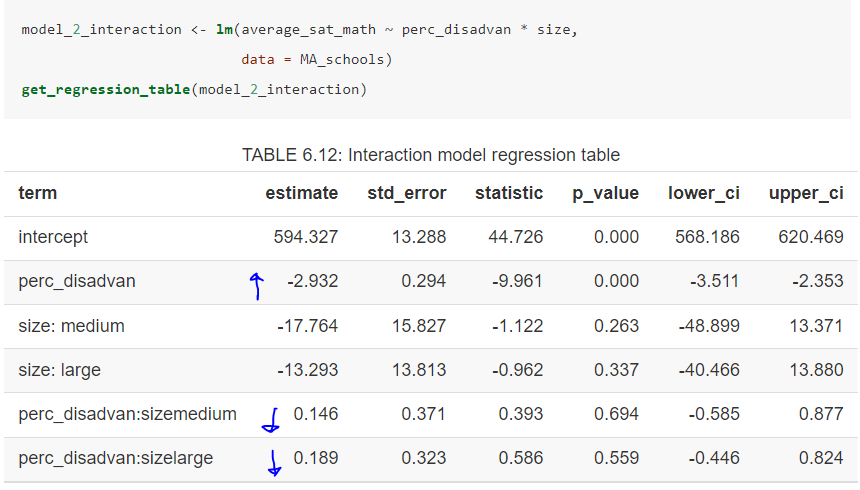 model_2_interaction <- lm(average_sat_math ~ perc_disadvan * size,
data = MA_schools)
get_regression_table(model_2_interaction)
TABLE 6.12: Interaction model regression table
term estimate std_error statistic p_value lower_ci upper_ci
intercept 594.327 13.288 44.726 0.000 568.186 620.469
perc_disadvan -2.932 0.294 -9.961 0.000 -3.511 -2.353
size: medium -17.764 15.827 -1.122 0.263 -48.899 13.371
size: large -13.293 13.813 -0.962 0.337 -40.466 13.880
perc_disadvan:sizemedium 0.146 0.371 0.393 0.694 -0.585 0.877
perc_disadvan:sizelarge 0.189 0.323 0.586 0.559 -0.446 0.824